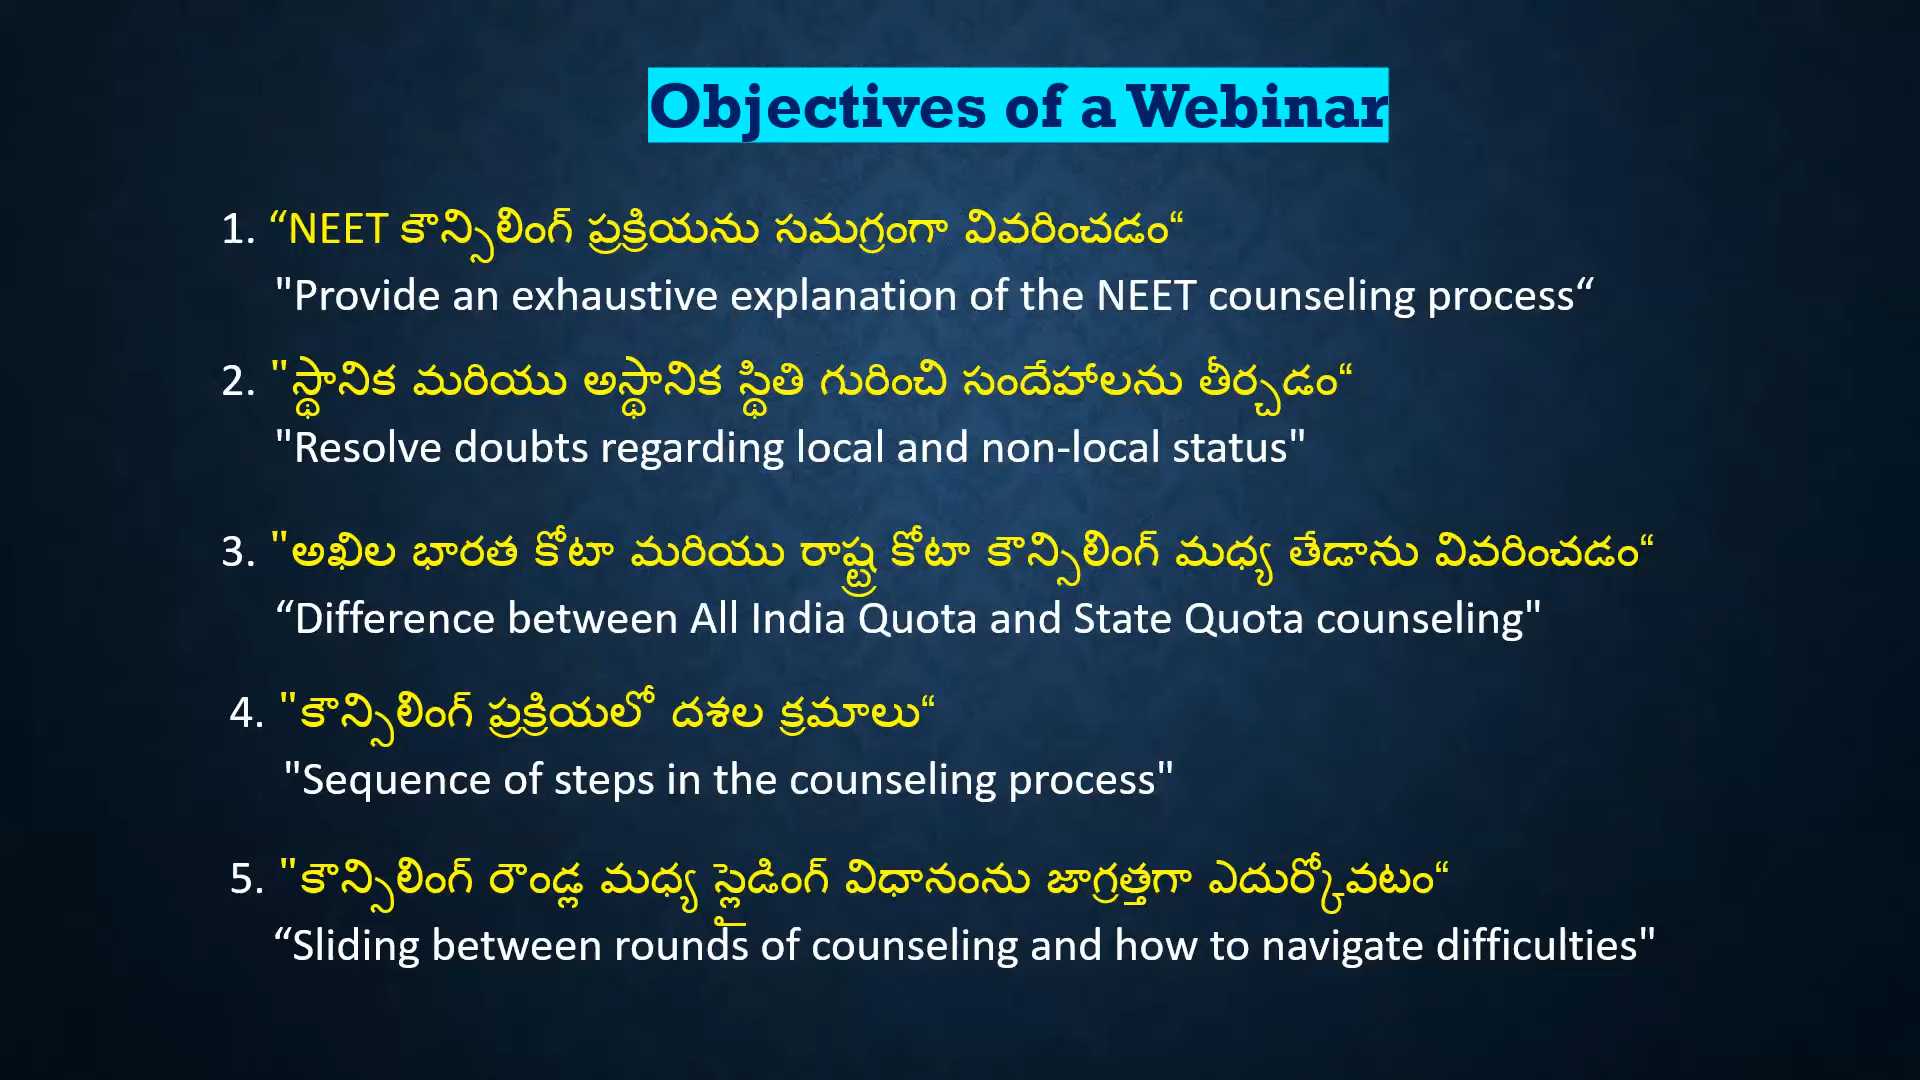 Objectives of a Webinar
1. “NEET కౌన్సిలింగ్ ప్రక్రియను సమగ్రంగా వివరించడం“
"Provide an exhaustive explanation of the NEET counseling process“
2. "స్థానిక మరియు అస్థానిక స్థితి గురించి సందేహాలను తీర్చడం“
"Resolve doubts regarding local and non-local status"
3. "అఖిల భారత కోటా మరియు రాష్ట్ర కోటా కౌన్సిలింగ్ మధ్య తేడాను వివరించడం“
“Difference between All India Quota and State Quota counseling"
4. "కౌన్సిలింగ్ ప్రక్రియలో దశల క్రమాలు“
"Sequence of steps in the counseling process"
5. "కౌన్సిలింగ్ రౌండ్ల మధ్య స్లైడింగ్ విధానంను జాగ్రత్తగా ఎదుర్కోవటం“
“Sliding between rounds of counseling and how to navigate difficulties"